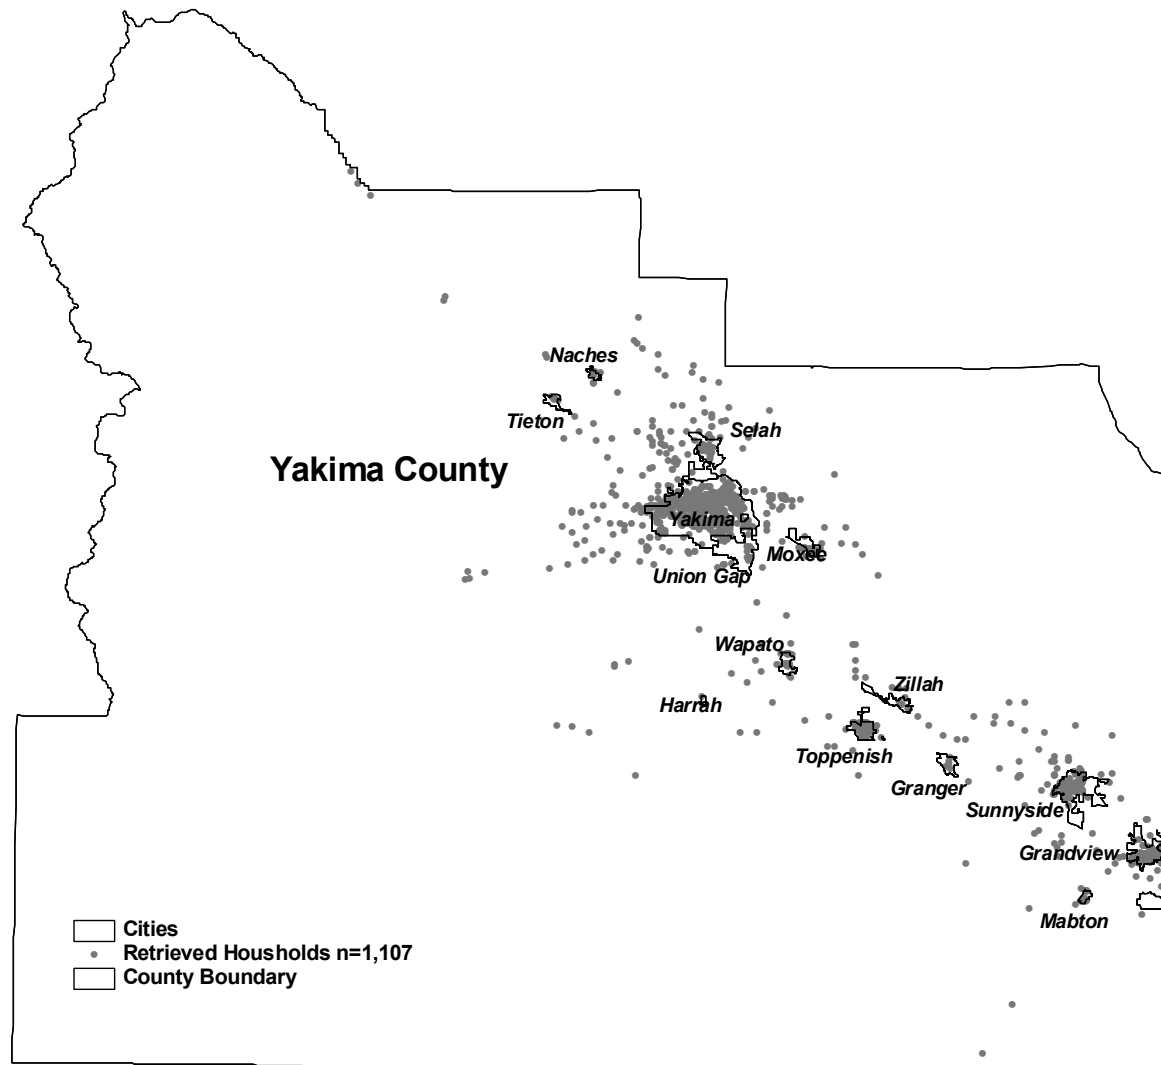 Naches
Tieton
Selah
Yakima County
Yakima
Moxee
Union Gap
Wapato
Zillah
Harrah
Toppenish
Granger
Sunnyside
Grandview
Mabton
Cities
Retrieved Housholds n=1,107
County Boundary